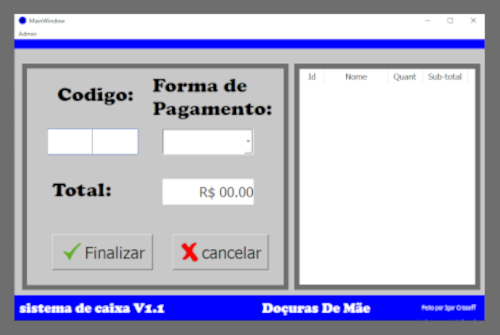 MainWindow
Admin
Codigo:
Forma de
Pagamento:
Total:
R$ 00.00
Finalizar
cancelar
Id Nome Quant Sub-total
sistema de caixa V1.1
Doçuras De Mãe
Feito por Igor